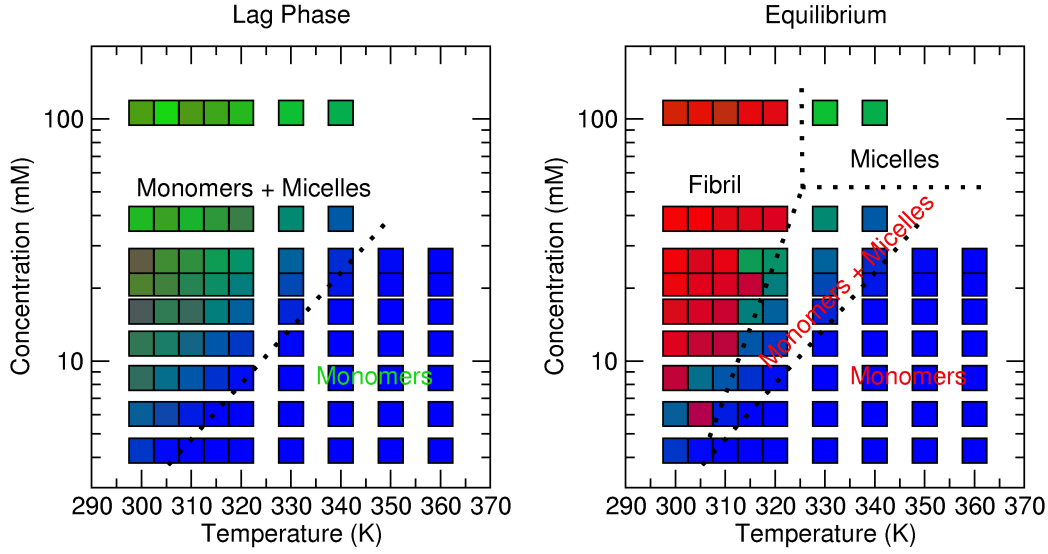 Lag Phase
Equilibrium
Concentration (mM)
100
10
Monomers + Micelles
Monomers
290 300 310 320 330 340 350 360 370
Temperature (K)
Concentration (mM)
100
10
Micelles
Fibril
Monomers + Micelles
Monomers
290 300 310 320 330 340 350 360 370
Temperature (K)